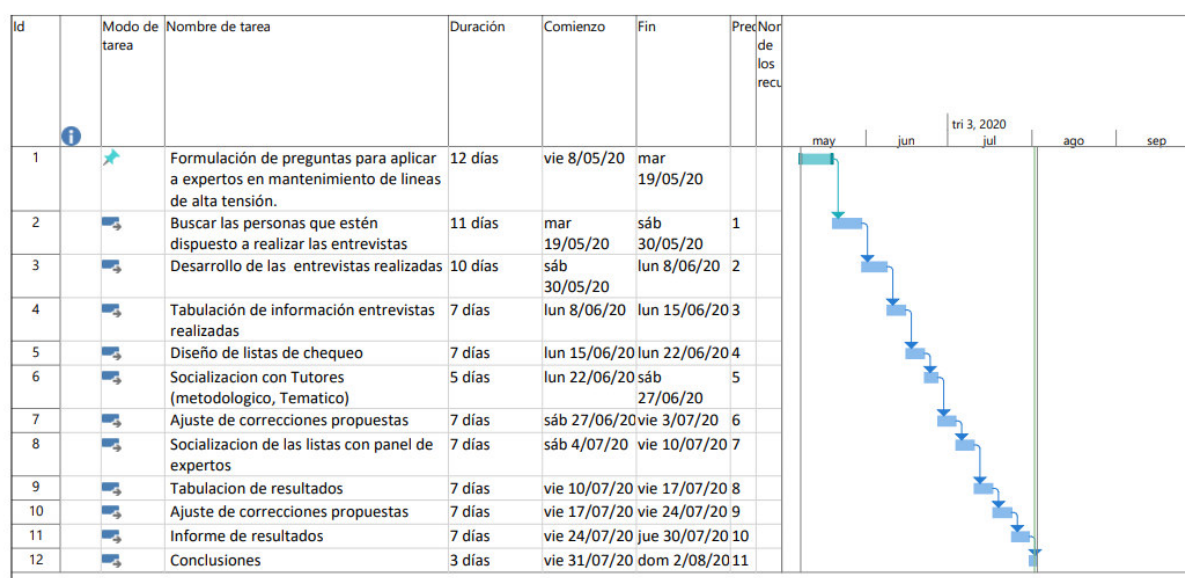 Id Modo de Nombre de tarea Duración Comienzo Fin Prec Nor
tarea de
los
recu
tri 3, 2020
may jun jul ago sep
1 Formulación de preguntas para aplicar 12 días vie 8/05/20 mar
a expertos en mantenimiento de lineas 19/05/20
de alta tensión.
2 Buscar las personas que estén 11 días mar sáb 1
dispuesto a realizar las entrevistas 19/05/20 30/05/20
3 Desarrollo de las entrevistas realizadas 10 días sáb lun 8/06/20 2
30/05/20
4 Tabulación de información entrevistas 7 días lun 8/06/20 lun 15/06/20 3
realizadas
5 Diseño de listas de chequeo 7 días lun 15/06/20 lun 22/06/20 4
6 Socializacion con Tutores 5 días lun 22/06/20 sáb 5
(metodologico, Tematico) 27/06/20
7 Ajuste de correcciones propuestas 7 días sáb 27/06/20 vie 3/07/20 6
8 Socializacion de las listas con panel de 7 días sáb 4/07/20 vie 10/07/20 7
expertos
9 Tabulacion de resultados 7 días vie 10/07/20 vie 17/07/20 8
10 Ajuste de correcciones propuestas 7 días vie 17/07/20 vie 24/07/20 9
11 Informe de resultados 7 días vie 24/07/20 jue 30/07/20 10
12 Conclusiones 3 días vie 31/07/20 dom 2/08/20 11